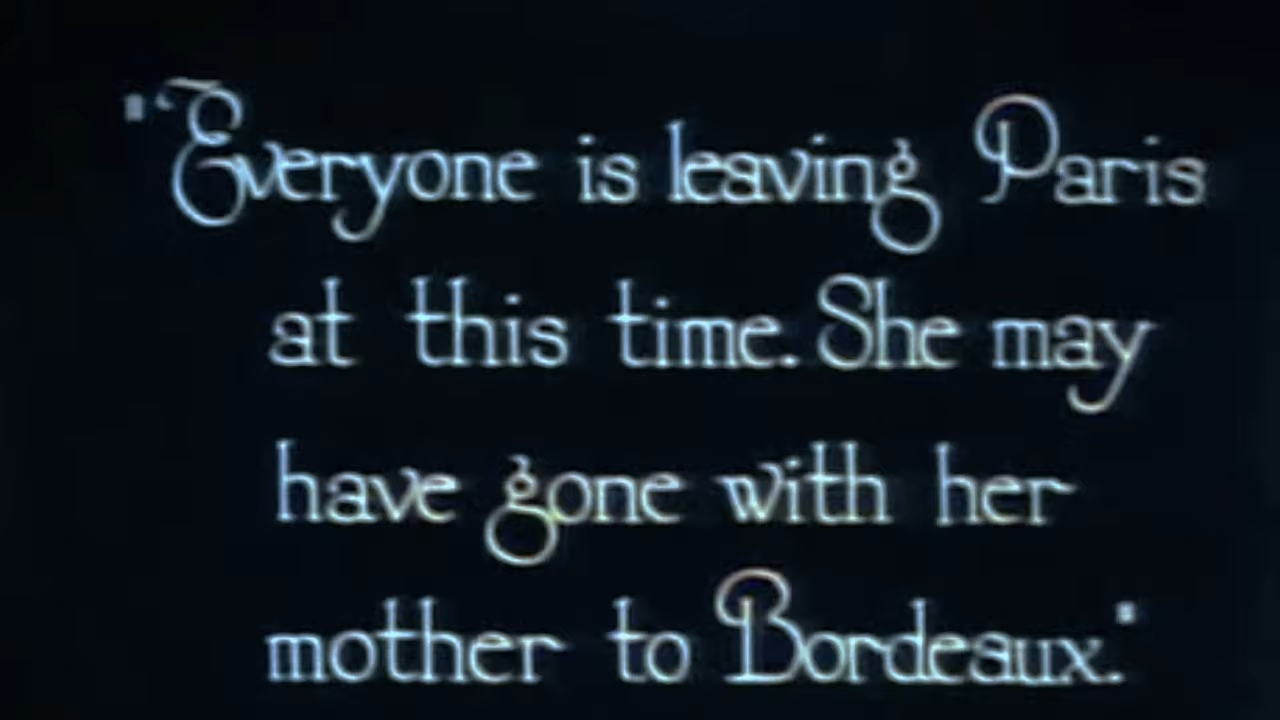 "Everyone is leaving Paris
at this time. She may
have gone with her
mother to Bordeaux."